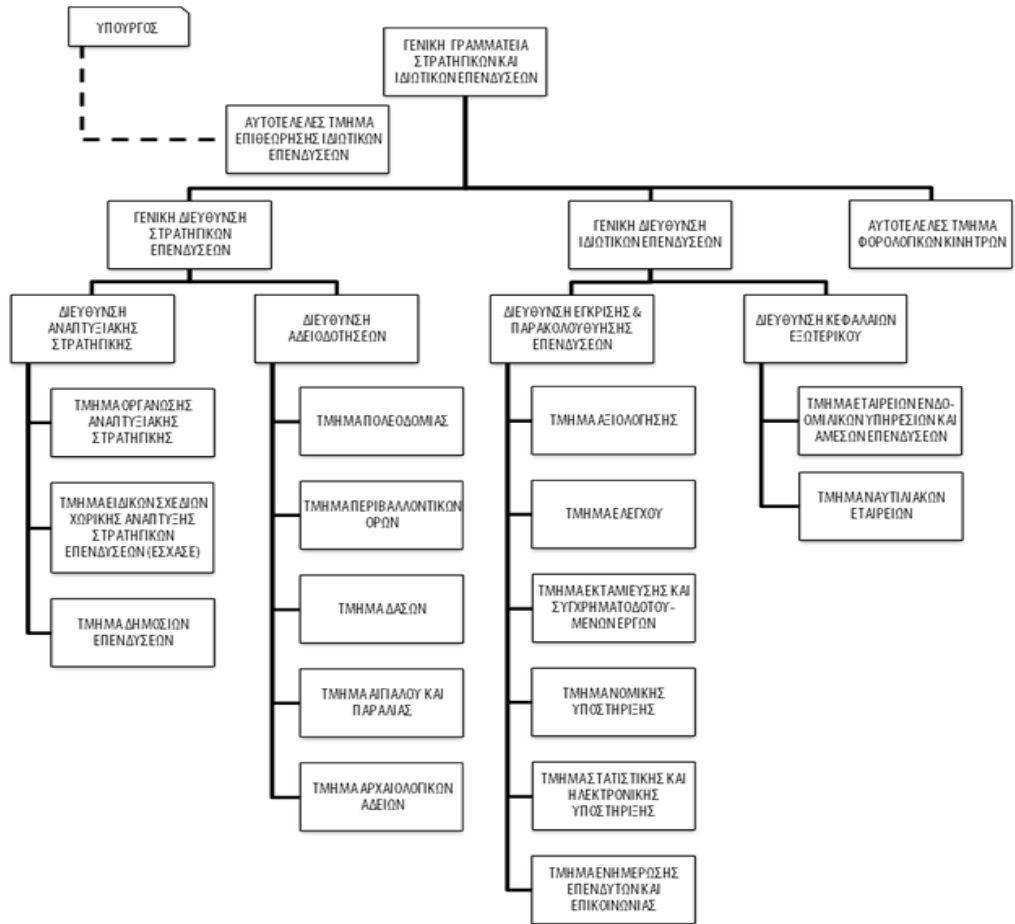 ΥΠΟΥΡΓΟΣ
ΓΕΝΙΚΗ ΓΡΑΜΜΑΤΕΙΑ
ΣΤΡΑΤΗΓΙΚΩΝ ΚΑΙ
ΙΔΙΩΤΙΚΩΝ ΕΠΕΝΔΥΣΕΩΝ
ΑΥΤΟΤΕΛΕΛΕΣ ΤΜΗΜΑ
ΕΠΙΘΕΩΡΗΣΗΣ ΙΔΙΩΤΙΚΩΝ
ΕΠΕΝΔΥΣΕΩΝ
ΓΕΝΙΚΗ ΔΙΕΥΘΥΝΣΗ
ΣΤΡΑΤΗΓΙΚΩΝ
ΕΠΕΝΔΥΣΕΩΝ
ΓΕΝΙΚΗ ΔΙΕΥΘΥΝΣΗ
ΙΔΙΩΤΙΚΩΝ ΕΠΕΝΔΥΣΕΩΝ
ΑΥΤΟΤΕΛΕΛΕΣ ΤΜΗΜΑ
ΦΟΡΟΛΟΓΙΚΩΝ ΚΙΝΗΤΡΩΝ
ΔΙΕΥΘΥΝΣΗ
ΑΝΑΠΤΥΞΙΑΚΗΣ
ΣΤΡΑΤΗΓΙΚΗΣ
ΤΜΗΜΑ ΟΡΓΑΝΩΣΗΣ
ΑΝΑΠΤΥΞΙΑΚΗΣ
ΣΤΡΑΤΗΓΙΚΗΣ
ΤΜΗΜΑ ΕΙΔΙΚΩΝ ΣΧΕΔΙΩΝ
ΧΩΡΙΚΗΣ ΑΝΑΠΤΥΞΗΣ
ΣΤΡΑΤΗΓΙΚΩΝ
ΕΠΕΝΔΥΣΕΩΝ (ΕΣΧΑΣΕ)
ΤΜΗΜΑ ΔΗΜΟΣΙΩΝ
ΕΠΕΝΔΥΣΕΩΝ
ΔΙΕΥΘΥΝΣΗ
ΑΔΕΙΟΔΟΤΗΣΕΩΝ
ΤΜΗΜΑ ΠΟΛΕΟΔΟΜΙΑΣ
ΤΜΗΜΑ ΠΕΡΙΒΑΛΛΟΝΤΙΚΩΝ
ΟΡΩΝ
ΤΜΗΜΑ ΔΑΣΩΝ
ΤΜΗΜΑ ΑΙΓΙΑΛΟΥ ΚΑΙ
ΠΑΡΑΛΙΑΣ
ΤΜΗΜΑ ΑΡΧΑΙΟΛΟΓΙΚΩΝ
ΑΔΕΙΩΝ
ΔΙΕΥΘΥΝΣΗ ΕΓΚΡΙΣΗΣ &
ΠΑΡΑΚΟΛΟΥΘΗΣΗΣ
ΕΠΕΝΔΥΣΕΩΝ
ΤΜΗΜΑ ΑΞΙΟΛΟΓΗΣΗΣ
ΤΜΗΜΑ ΕΛΕΓΧΟΥ
ΤΜΗΜΑ ΕΚΤΑΜΙΕΥΣΗΣ ΚΑΙ
ΣΥΓΧΡΗΜΑΤΟΔΟΤΟΥ-
ΜΕΝΩΝ ΕΡΓΩΝ
ΤΜΗΜΑ ΝΟΜΙΚΗΣ
ΥΠΟΣΤΗΡΙΞΗΣ
ΤΜΗΜΑ ΣΤΑΤΙΣΤΙΚΗΣ ΚΑΙ
ΗΛΕΚΤΡΟΝΙΚΗΣ
ΥΠΟΣΤΗΡΙΞΗΣ
ΤΜΗΜΑ ΕΝΗΜΕΡΩΣΗΣ
ΕΠΕΝΔΥΤΩΝ ΚΑΙ
ΕΠΙΚΟΙΝΩΝΙΑΣ
ΔΙΕΥΘΥΝΣΗ ΚΕΦΑΛΑΙΩΝ
ΕΞΩΤΕΡΙΚΟΥ
ΤΜΗΜΑ ΕΤΑΙΡΕΙΩΝ ΕΝΔΟ-
ΟΜΙΛΙΚΩΝ ΥΠΗΡΕΣΙΩΝ ΚΑΙ
ΑΜΕΣΩΝ ΕΠΕΝΔΥΣΕΩΝ
ΤΜΗΜΑ ΝΑΥΤΙΛΙΑΚΩΝ
ΕΤΑΙΡΕΙΩΝ